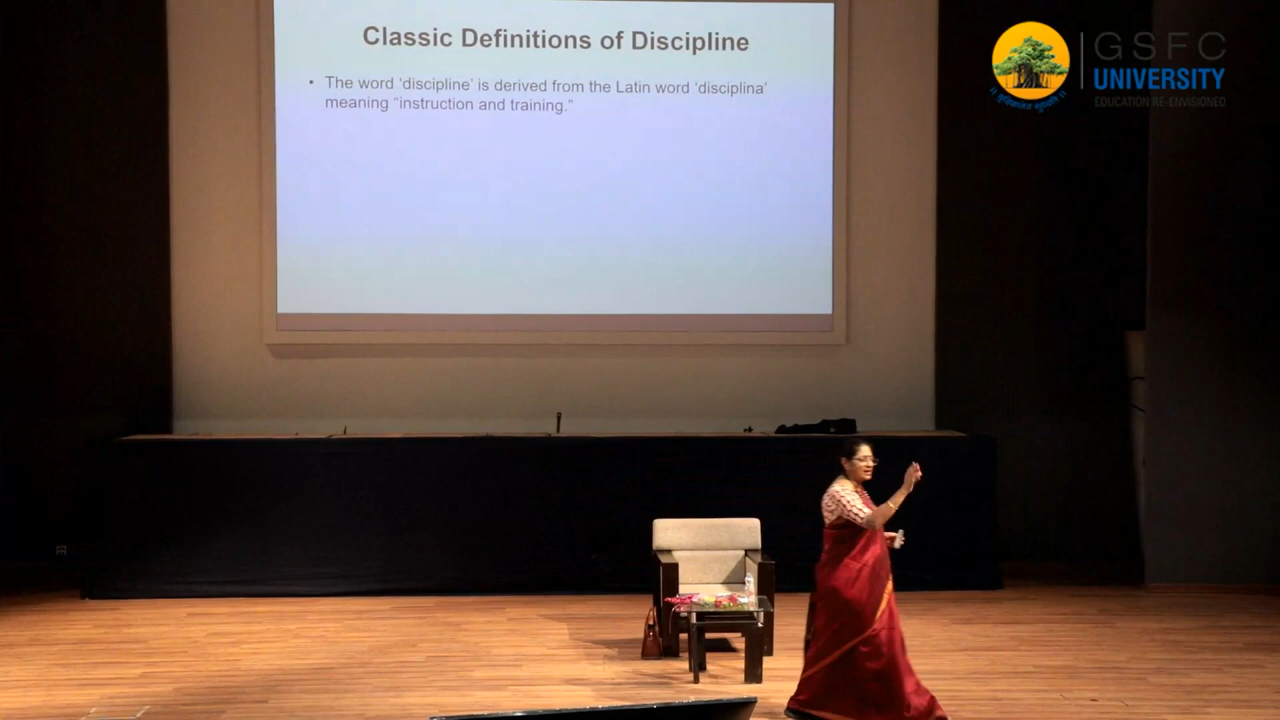 Classic Definitions of Discipline
• The word ‘discipline’ is derived from the Latin word ‘disciplina’
meaning “instruction and training.”
GSFC
UNIVERSITY
EDUCATION RE-ENVISIONED